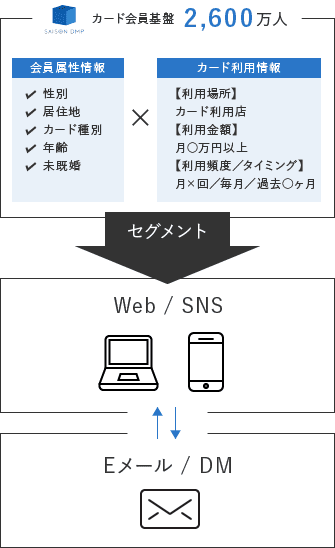 SAISON DMP
カード会員基盤 2,600万人
会員属性情報
✔ 性別
✔ 居住地
✔ カード種別
✔ 年齢
✔ 未既婚
×
カード利用情報
【利用場所】
カード利用店
【利用金額】
月〇万円以上
【利用頻度／タイミング】
月×回／毎月／過去〇ヶ月
セグメント
Web / SNS
Eメール / DM